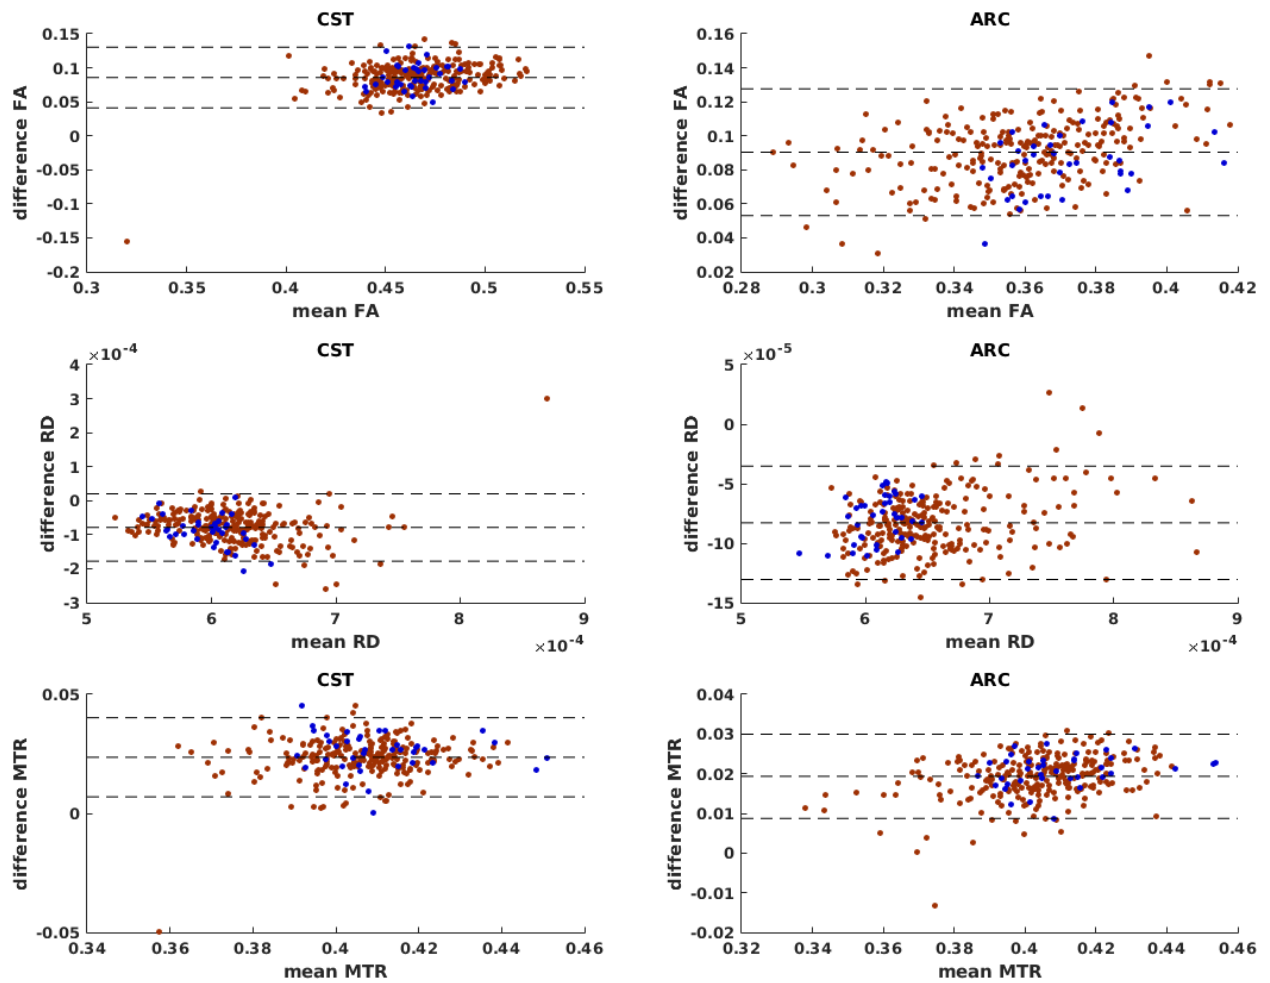 CST
0.15
0.1
0.05
0
-0.05
-0.1
-0.15
-0.2
difference FA
0.3 0.35 0.4 0.45 0.5 0.55
mean FA
ARC
0.16
0.14
0.12
0.1
0.08
0.06
0.04
0.02
difference FA
0.28 0.3 0.32 0.34 0.36 0.38 0.4 0.42
mean FA
CST
×10⁻⁴
4
3
2
1
0
-1
-2
-3
difference RD
5 6 7 8 9
mean RD
×10⁻⁴
ARC
×10⁻⁵
5
0
-5
-10
-15
difference RD
5 6 7 8 9
mean RD
×10⁻⁴
CST
0.05
0
-0.05
difference MTR
0.34 0.36 0.38 0.4 0.42 0.44 0.46
mean MTR
ARC
0.04
0.03
0.02
0.01
0
-0.01
-0.02
difference MTR
0.32 0.34 0.36 0.38 0.4 0.42 0.44 0.46
mean MTR